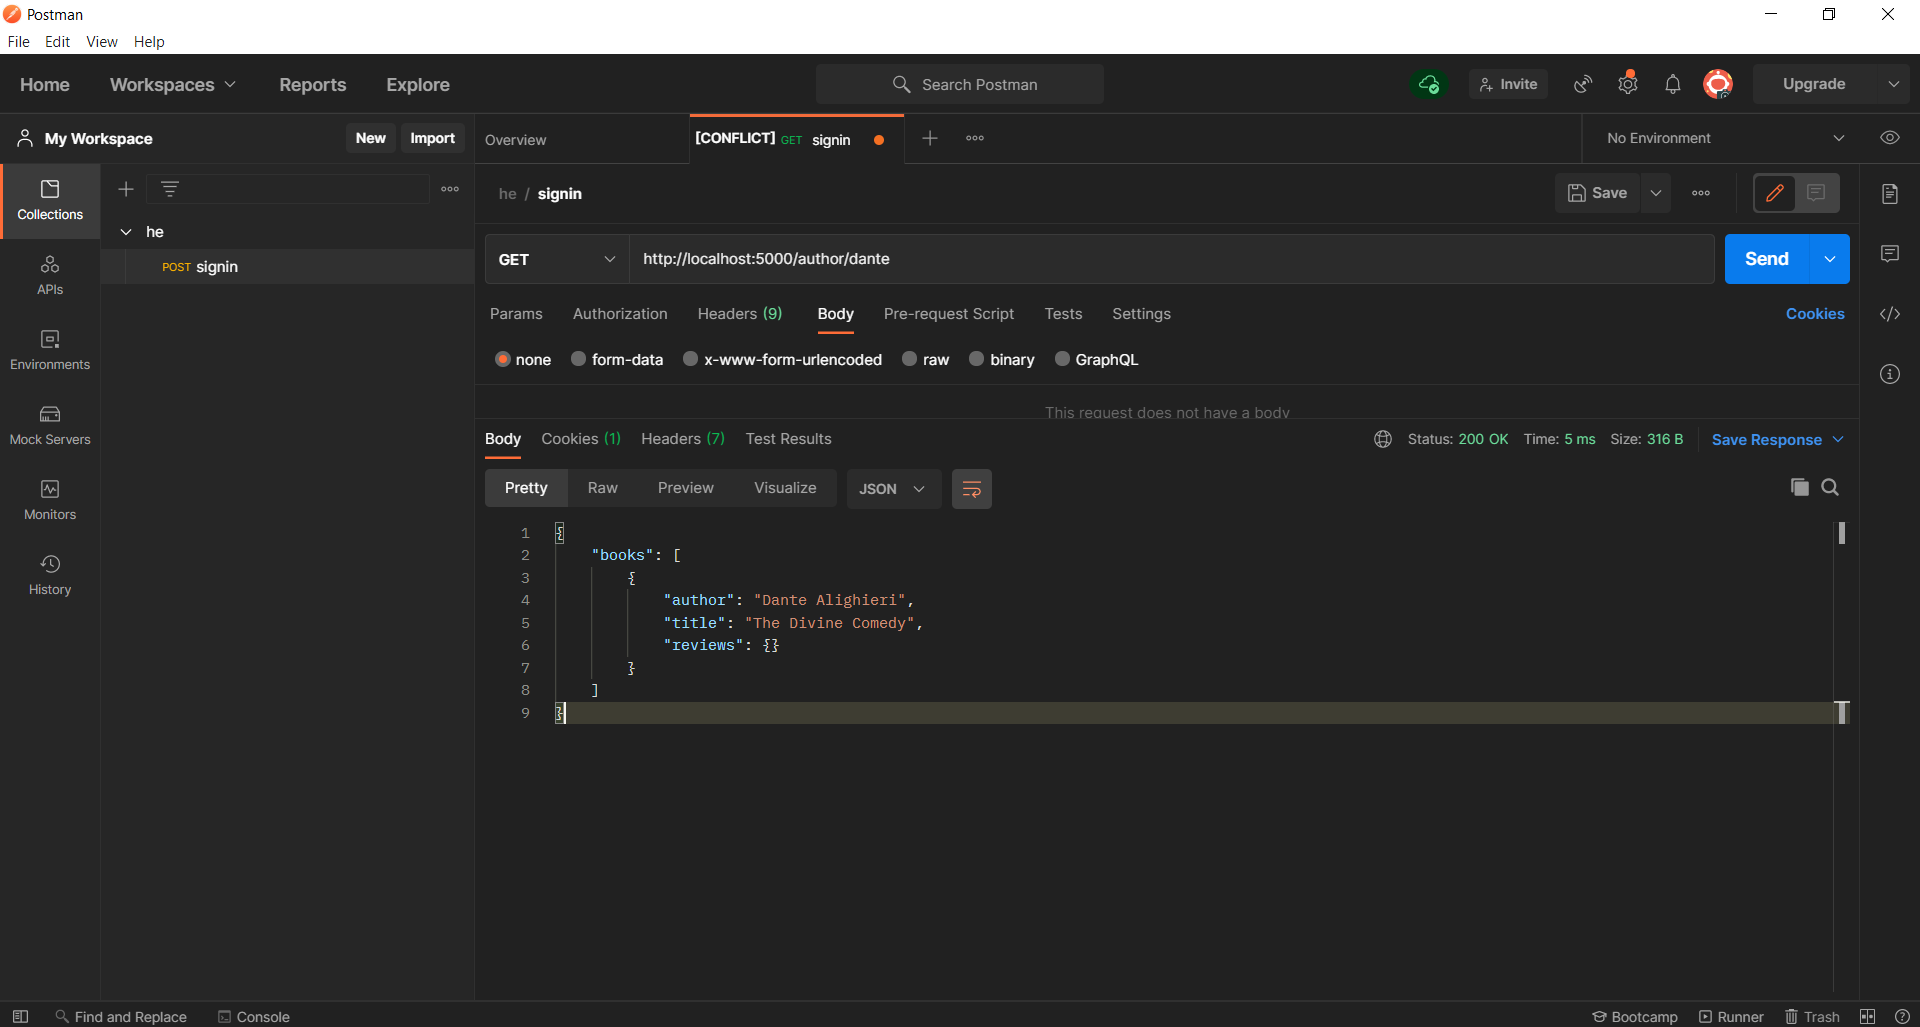 Postman
File Edit View Help
Home Workspaces Reports Explore Search Postman Invite Upgrade
My Workspace New Import Overview [CONFLICT] GET signin No Environment
Collections
APIs
Environments
Mock Servers
Monitors
History
he
POST signin
he / signin Save
GET http://localhost:5000/author/dante Send
Params Authorization Headers (9) Body Pre-request Script Tests Settings Cookies
none form-data x-www-form-urlencoded raw binary GraphQL
This request does not have a body
Body Cookies (1) Headers (7) Test Results Status: 200 OK Time: 5 ms Size: 316 B Save Response
Pretty Raw Preview Visualize JSON
1 {
2 "books": [
3 {
4 "author": "Dante Alighieri",
5 "title": "The Divine Comedy",
6 "reviews": {}
7 }
8 ]
9 }
Find and Replace Console Bootcamp Runner Trash